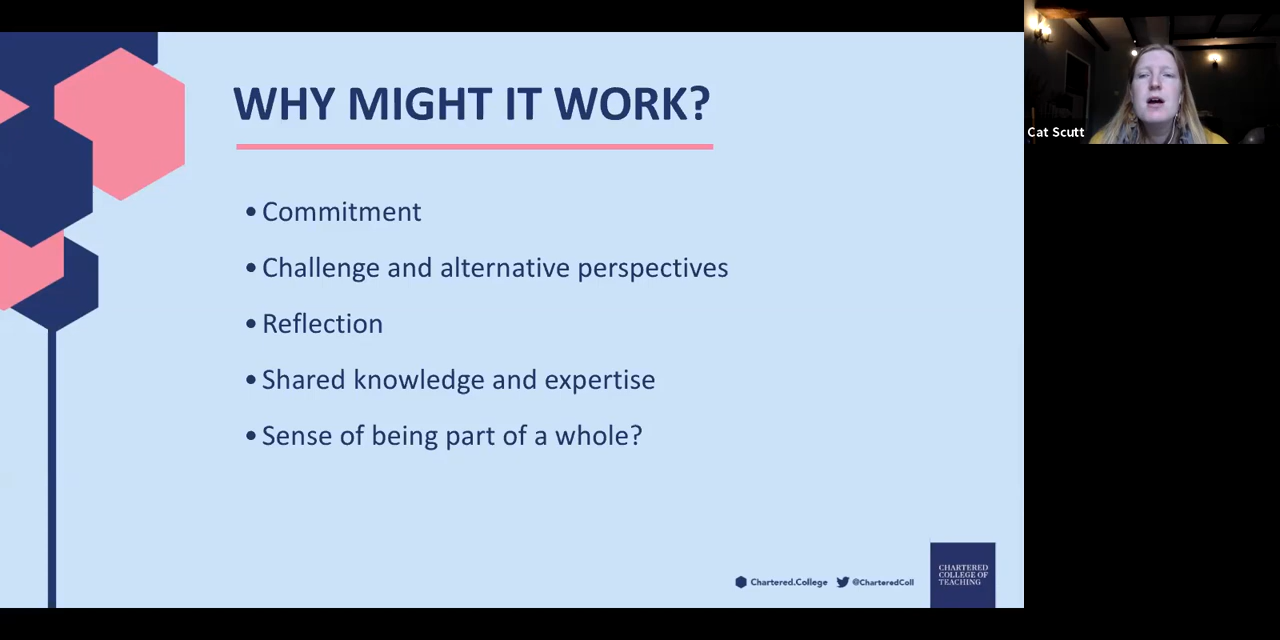 WHY MIGHT IT WORK?
• Commitment
• Challenge and alternative perspectives
• Reflection
• Shared knowledge and expertise
• Sense of being part of a whole?
Chartered.College @CharteredColl
CHARTERED
COLLEGE OF
TEACHING
Cat Scutt